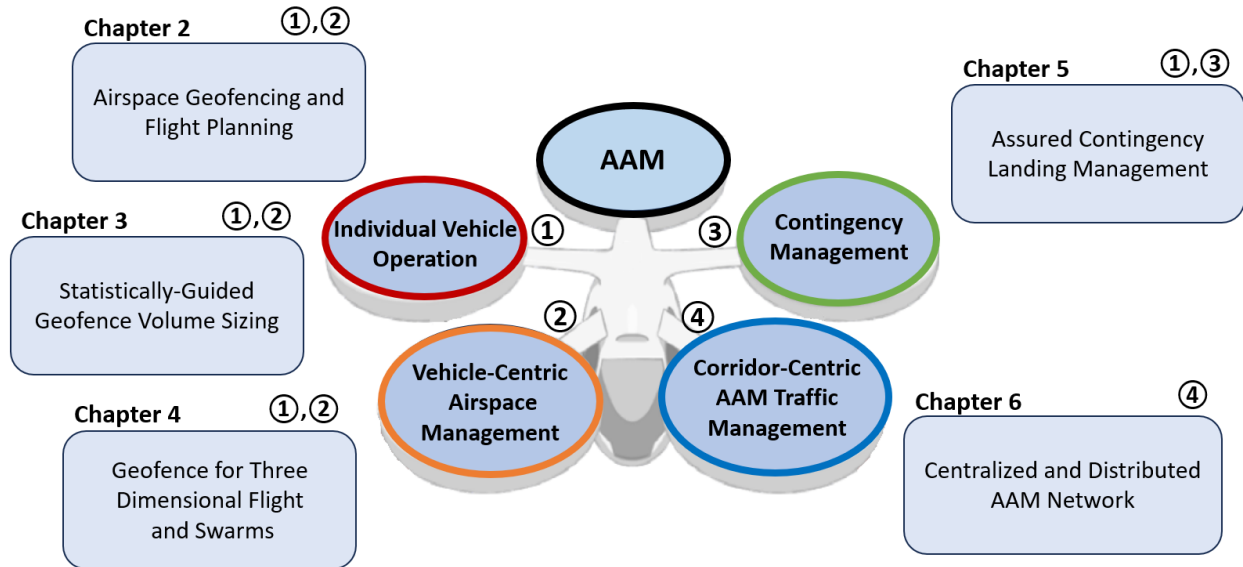 Chapter 2 ①,②
Airspace Geofencing and
Flight Planning
Chapter 3 ①,②
Statistically-Guided
Geofence Volume Sizing
Chapter 4 ①,②
Geofence for Three
Dimensional Flight
and Swarms
AAM
Individual Vehicle
Operation
①
③
Contingency
Management
②
④
Vehicle-Centric
Airspace
Management
Corridor-Centric
AAM Traffic
Management
Chapter 5 ①,③
Assured Contingency
Landing Management
Chapter 6 ④
Centralized and Distributed
AAM Network